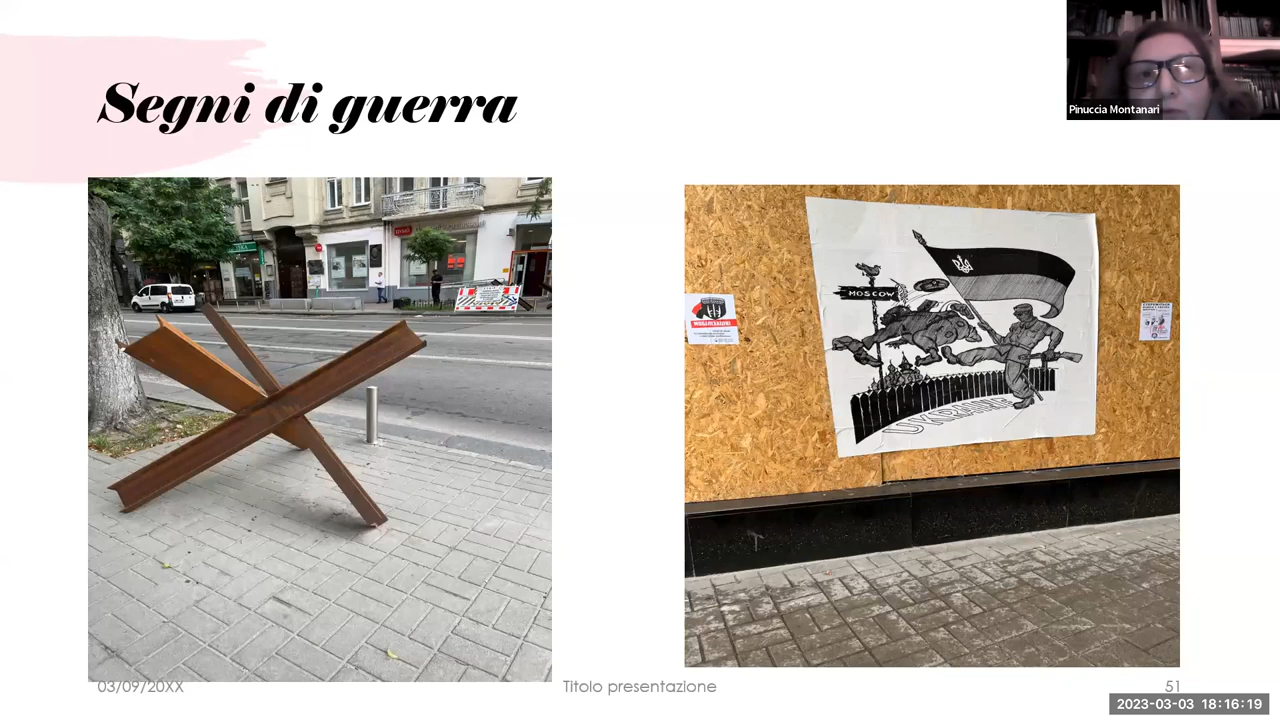 Segni di guerra
Pinuccia Montanari
MOSCOW
UKRAINE
03/09/20XX
Titolo presentazione
51
2023-03-03 18:16:19